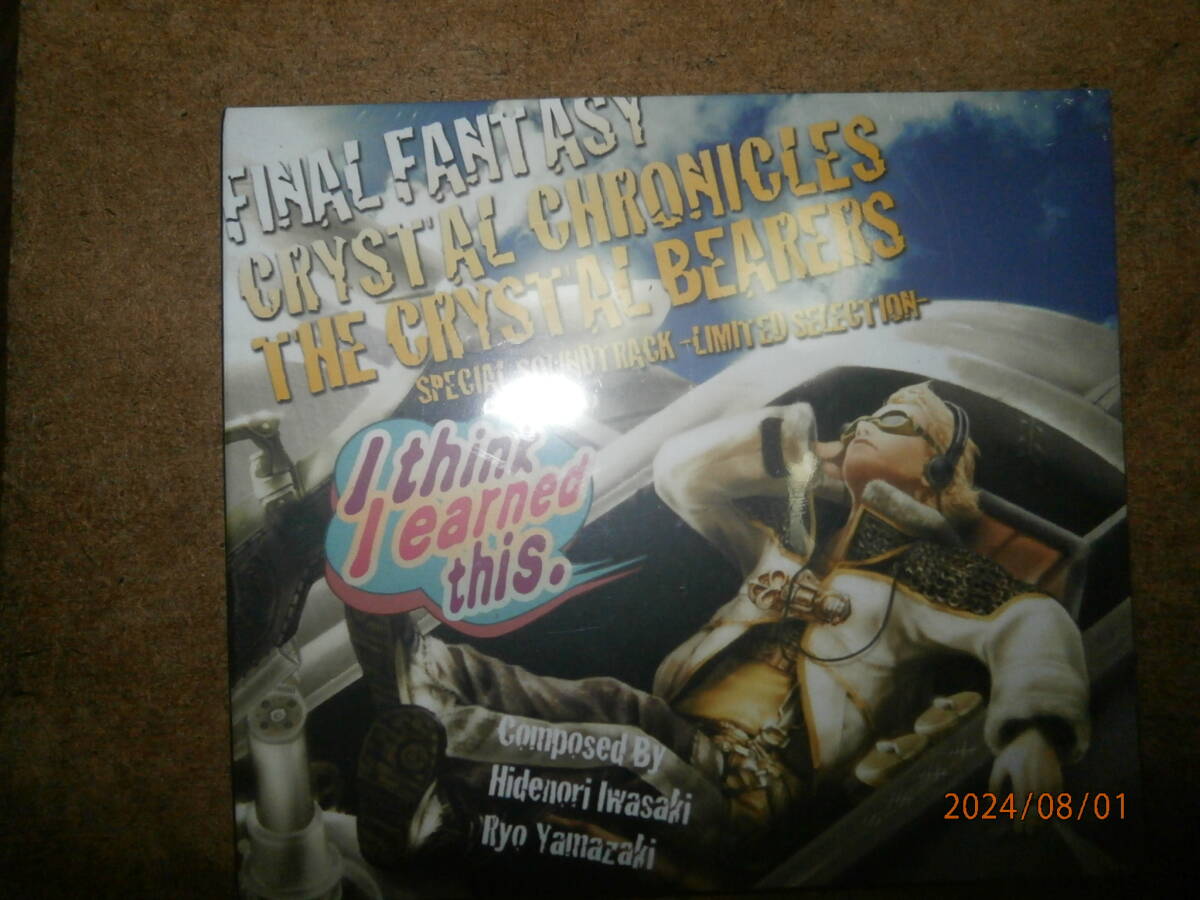 FINAL FANTASY
CRYSTAL CHRONICLES
THE CRYSTAL BEARERS
SPECIAL SOUNDTRACK -LIMITED SELECTION-
I think
I earned
this.
Composed By
Hidenori Iwasaki
Ryo Yamazaki
2024/08/01